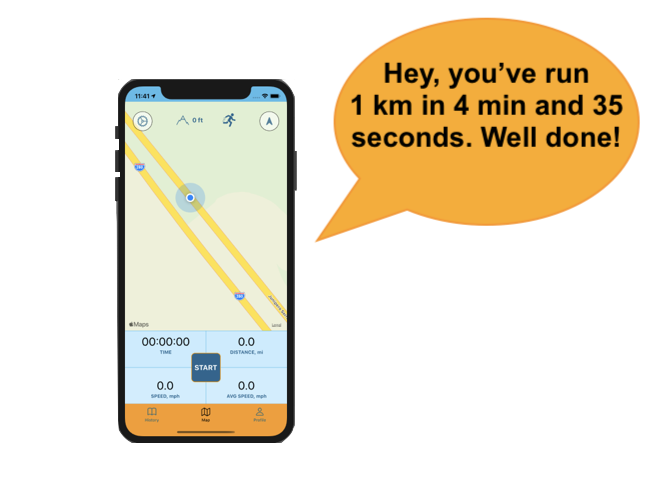 Hey, you’ve run
1 km in 4 min and 35
seconds. Well done!
11:41
0 ft
Maps
Legal
00:00:00
TIME
0.0
DISTANCE, mi
START
0.0
SPEED, mph
0.0
AVG SPEED, mph
History
Map
Profile